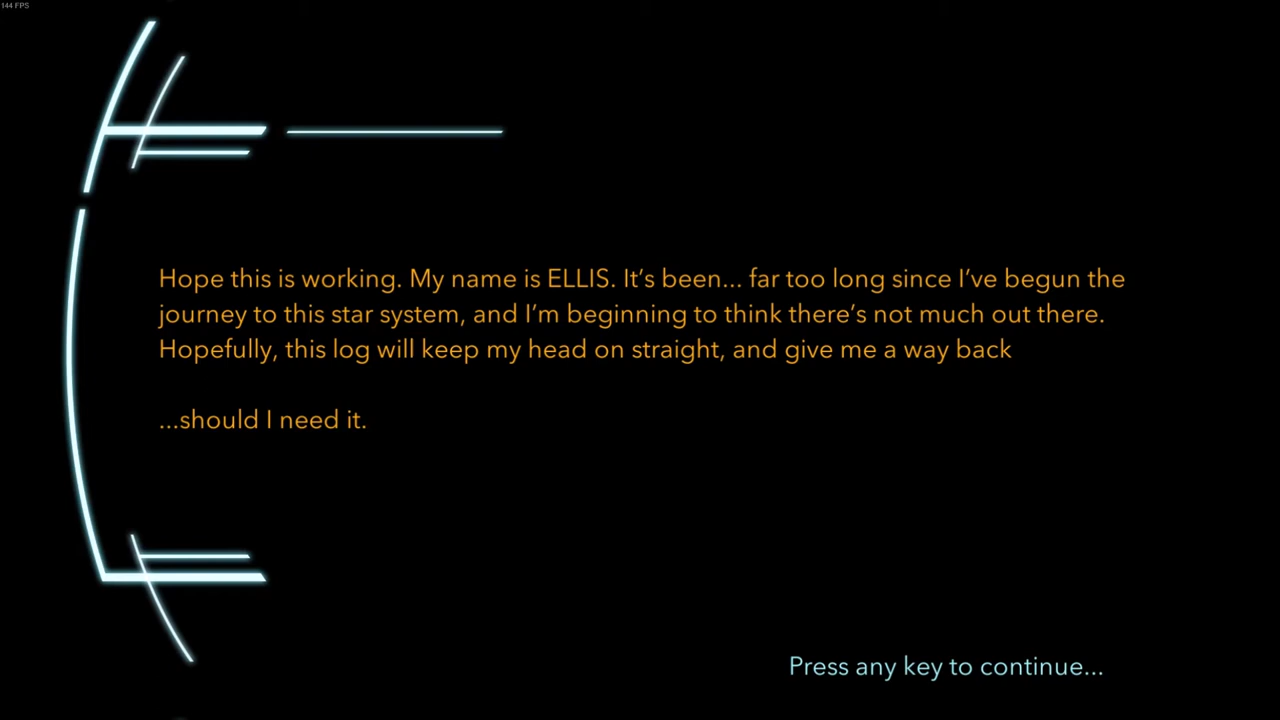 144 FPS
Hope this is working. My name is ELLIS. It’s been... far too long since I’ve begun the
journey to this star system, and I’m beginning to think there’s not much out there.
Hopefully, this log will keep my head on straight, and give me a way back
...should I need it.
Press any key to continue...